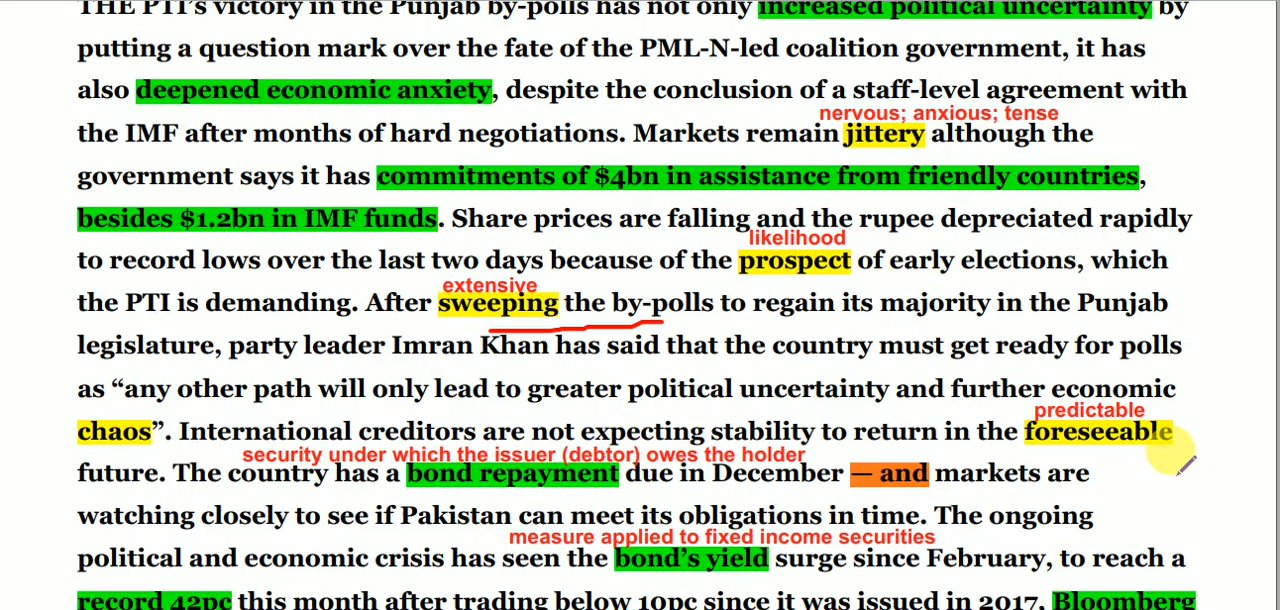 THE PTI's victory in the Punjab by-polls has not only increased political uncertainty by
putting a question mark over the fate of the PML-N-led coalition government, it has
also deepened economic anxiety, despite the conclusion of a staff-level agreement with
nervous; anxious; tense
the IMF after months of hard negotiations. Markets remain jittery although the
government says it has commitments of $4bn in assistance from friendly countries,
besides $1.2bn in IMF funds. Share prices are falling and the rupee depreciated rapidly
likelihood
to record lows over the last two days because of the prospect of early elections, which
extensive
the PTI is demanding. After sweeping the by-polls to regain its majority in the Punjab
legislature, party leader Imran Khan has said that the country must get ready for polls
as “any other path will only lead to greater political uncertainty and further economic
predictable
chaos”. International creditors are not expecting stability to return in the foreseeable
security under which the issuer (debtor) owes the holder
future. The country has a bond repayment due in December — and markets are
watching closely to see if Pakistan can meet its obligations in time. The ongoing
measure applied to fixed income securities
political and economic crisis has seen the bond's yield surge since February, to reach a
record 42pc this month after trading below 10pc since it was issued in 2017, Bloomberg